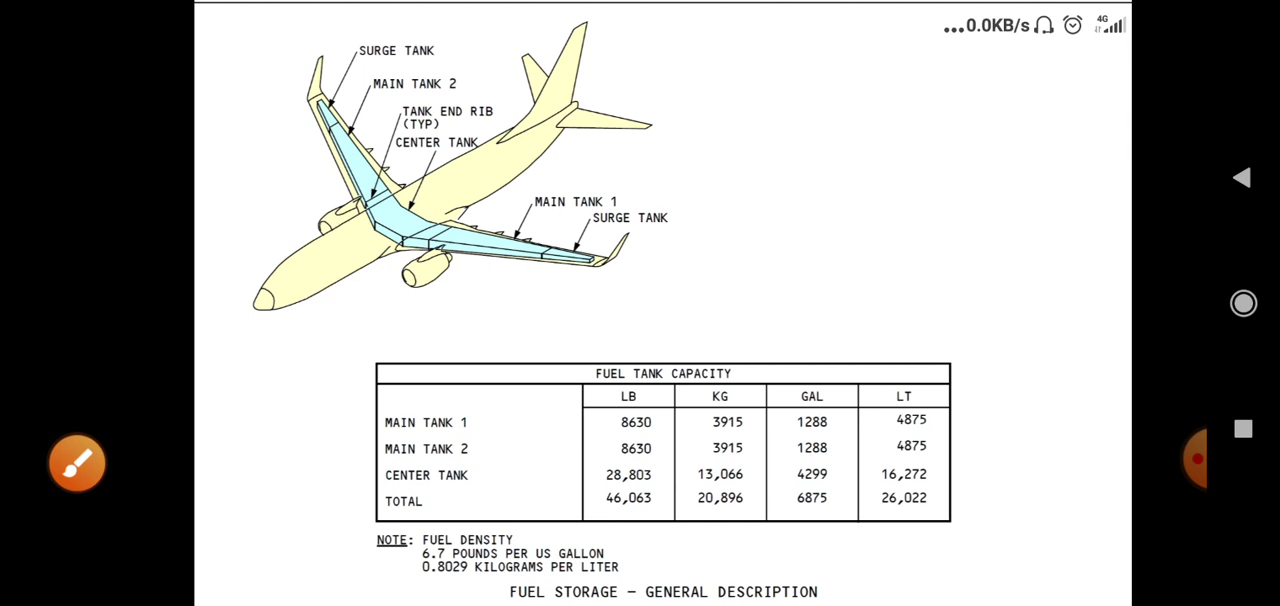 ...0.0KB/s 4G
SURGE TANK
MAIN TANK 2
TANK END RIB
(TYP)
CENTER TANK
MAIN TANK 1
SURGE TANK
FUEL TANK CAPACITY
LB KG GAL LT
MAIN TANK 1 8630 3915 1288 4875
MAIN TANK 2 8630 3915 1288 4875
CENTER TANK 28,803 13,066 4299 16,272
TOTAL 46,063 20,896 6875 26,022
NOTE: FUEL DENSITY
6.7 POUNDS PER US GALLON
0.8029 KILOGRAMS PER LITER
FUEL STORAGE - GENERAL DESCRIPTION